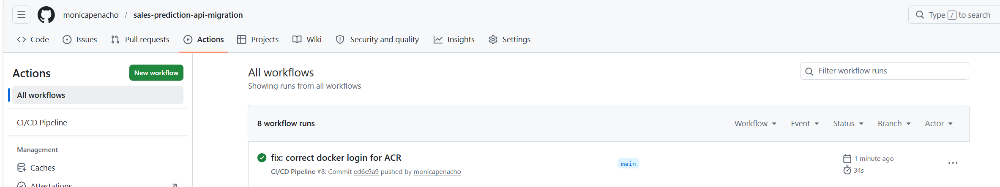 monicapenacho / sales-prediction-api-migration
Type / to search
Code Issues Pull requests Actions Projects Wiki Security and quality Insights Settings
Actions
New workflow
All workflows
CI/CD Pipeline
Management
Caches
Attestations
All workflows
Showing runs from all workflows
Filter workflow runs
8 workflow runs
Workflow Event Status Branch Actor
fix: correct docker login for ACR
CI/CD Pipeline #8: Commit ed6c9a9 pushed by monicapenacho
main
1 minute ago
34s